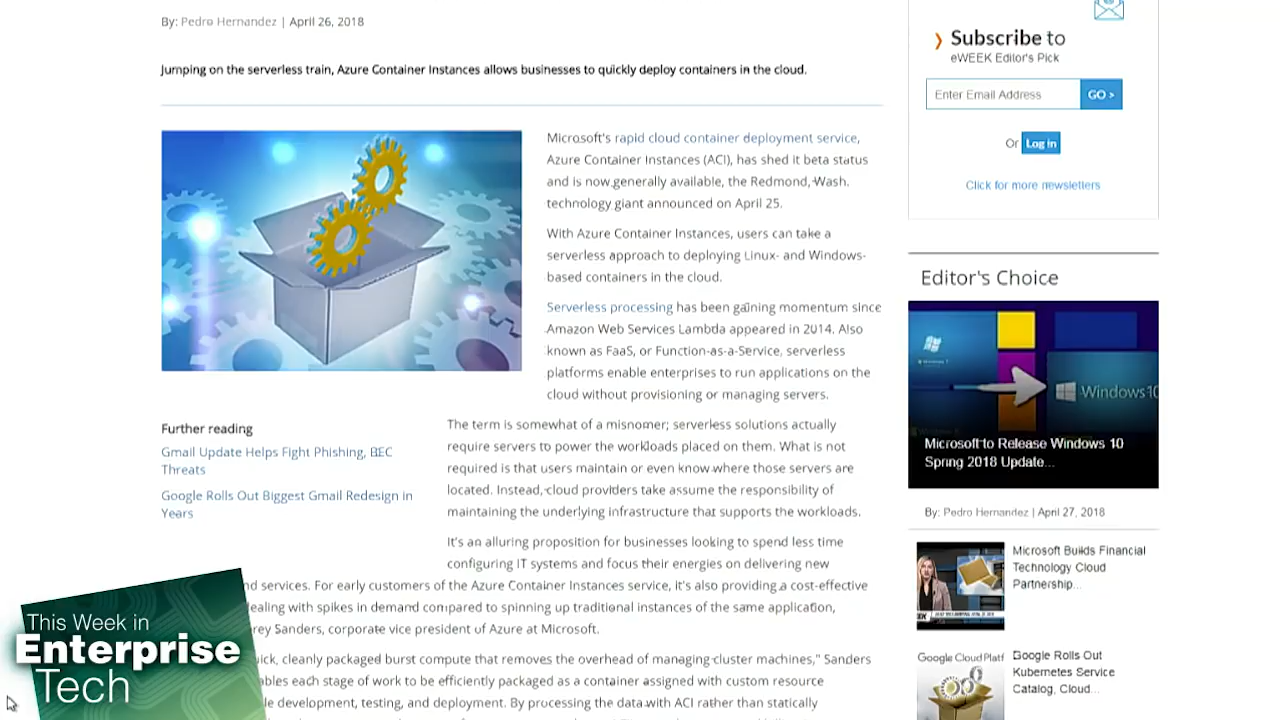 By: Pedro Hernandez | April 26, 2018
Jumping on the serverless train, Azure Container Instances allows businesses to quickly deploy containers in the cloud.
Microsoft's rapid cloud container deployment service,
Azure Container Instances (ACI), has shed it beta status
and is now generally available, the Redmond, Wash.
technology giant announced on April 25.
With Azure Container Instances, users can take a
serverless approach to deploying Linux- and Windows-
based containers in the cloud.
Serverless processing has been gaining momentum since
Amazon Web Services Lambda appeared in 2014. Also
known as FaaS, or Function-as-a-Service, serverless
platforms enable enterprises to run applications on the
cloud without provisioning or managing servers.
Further reading
Gmail Update Helps Fight Phishing, BEC
Threats
Google Rolls Out Biggest Gmail Redesign in
Years
The term is somewhat of a misnomer; serverless solutions actually
require servers to power the workloads placed on them. What is not
required is that users maintain or even know where those servers are
located. Instead, cloud providers take assume the responsibility of
maintaining the underlying infrastructure that supports the workloads.
It's an alluring proposition for businesses looking to spend less time
configuring IT systems and focus their energies on delivering new
nd services. For early customers of the Azure Container Instances service, it's also providing a cost-effective
ealing with spikes in demand compared to spinning up traditional instances of the same application,
rey Sanders, corporate vice president of Azure at Microsoft.
ick, cleanly packaged burst compute that removes the overhead of managing cluster machines," Sanders
ables each stage of work to be efficiently packaged as a container assigned with custom resource
le development, testing, and deployment. By processing the data with ACI rather than statically
This Week in
Enterprise
Tech
Subscribe to
eWEEK Editor's Pick
Enter Email Address GO >
Or Log in
Click for more newsletters
Editor's Choice
Windows 10
Microsoft to Release Windows 10
Spring 2018 Update...
By: Pedro Hernandez | April 27, 2018
Microsoft Builds Financial
Technology Cloud
Partnership...
Google Cloud Platf
Google Rolls Out
Kubernetes Service
Catalog, Cloud...